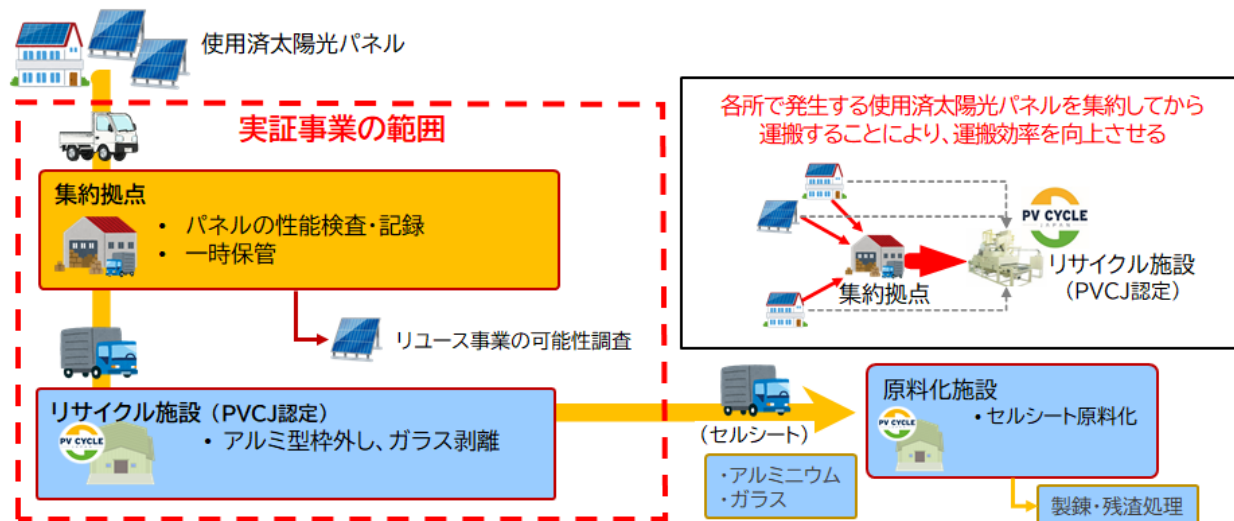 使用済太陽光パネル
実証事業の範囲
集約拠点
・ パネルの性能検査・記録
・ 一時保管
リユース事業の可能性調査
リサイクル施設（PVCJ認定）
PV CYCLE
JAPAN
・ アルミ型枠外し、ガラス剥離
各所で発生する使用済太陽光パネルを集約してから
運搬することにより、運搬効率を向上させる
PV CYCLE
JAPAN
集約拠点
リサイクル施設
（PVCJ認定）
（セルシート）
・アルミニウム
・ガラス
原料化施設
・セルシート原料化
PV CYCLE
JAPAN
製錬・残渣処理